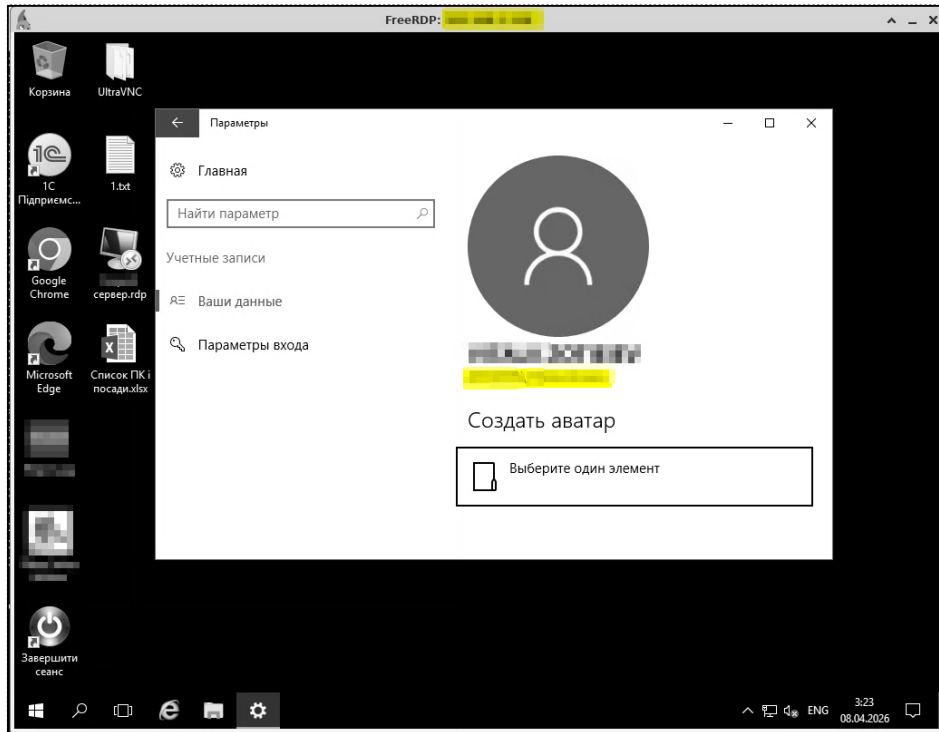 FreeRDP:
Корзина
UltraVNC
1С
Підприємс...
1.txt
Google
Chrome
сервер.rdp
Microsoft
Edge
Список ПК і
посади.xlsx
Завершити
сеанс
Параметры
Главная
Найти параметр
Учетные записи
Ваши данные
Параметры входа
Создать аватар
Выберите один элемент
ENG
3:23
08.04.2026